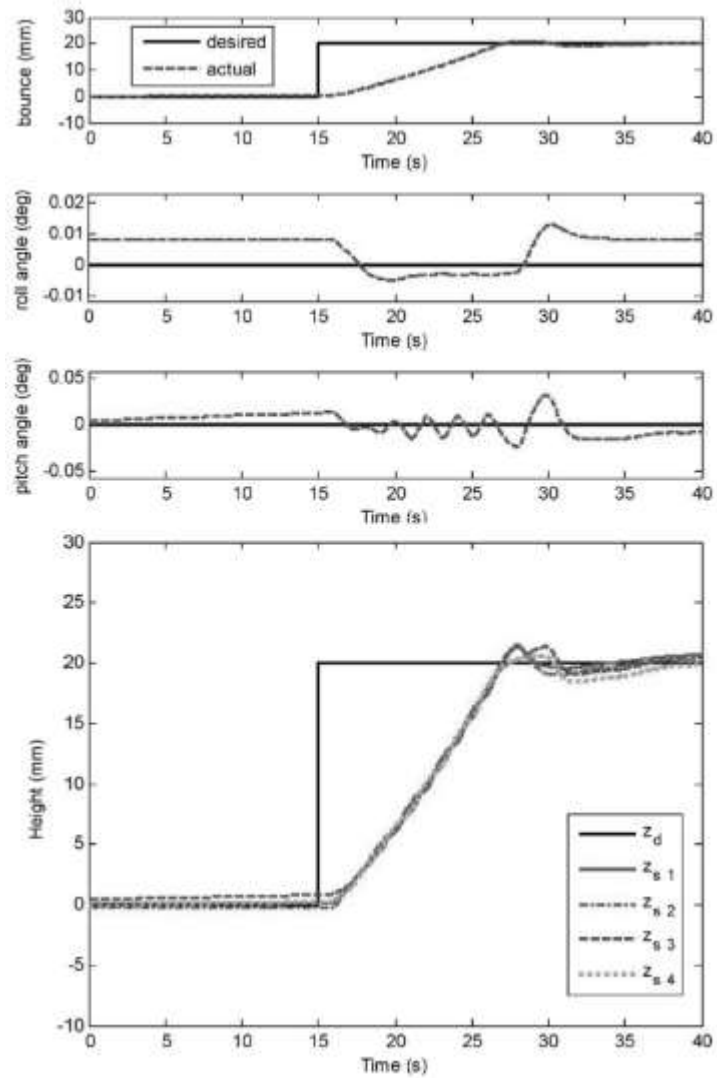 30
20
10
0
-10
bounce (mm)
desired
actual
0 5 10 15 20 25 30 35 40
Time (s)
0.02
0.01
0
-0.01
roll angle (deg)
0 5 10 15 20 25 30 35 40
Time (s)
0.05
0
-0.05
pitch angle (deg)
0 5 10 15 20 25 30 35 40
Time (s)
30
25
20
15
10
5
0
-5
-10
Height (mm)
z_d
z_s 1
z_s 2
z_s 3
z_s 4
0 5 10 15 20 25 30 35 40
Time (s)